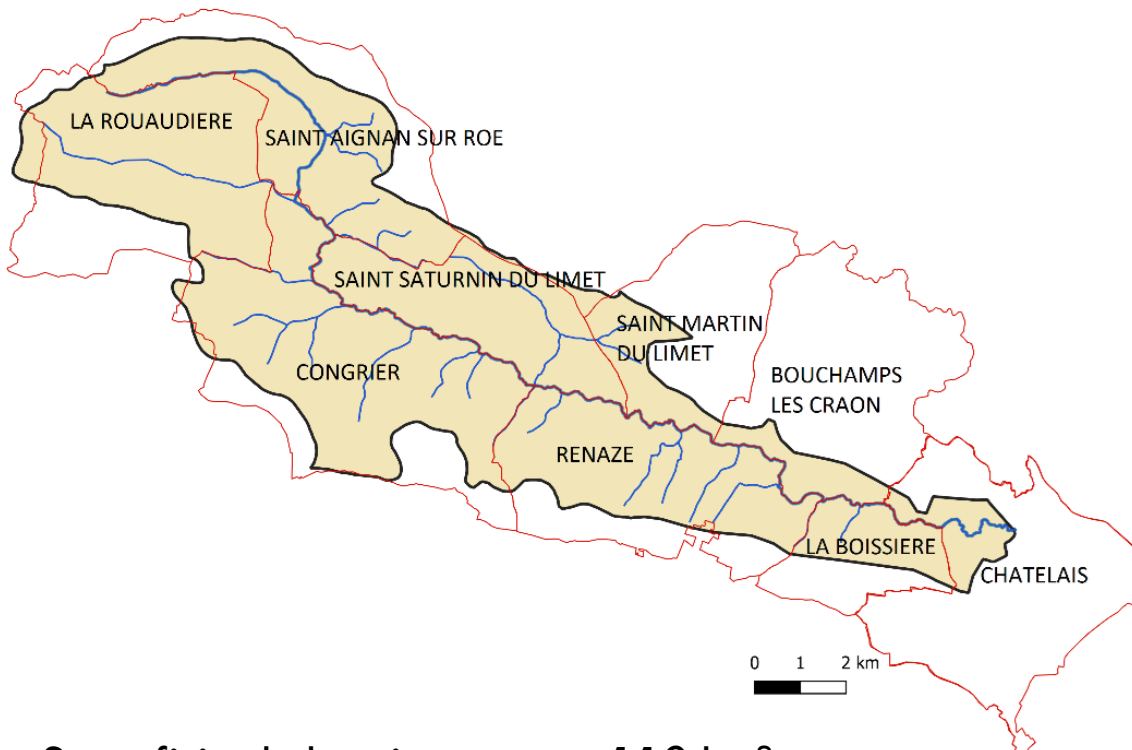 LA ROUAUDIERE
SAINT AIGNAN SUR ROE
SAINT SATURNIN DU LIMET
SAINT MARTIN
DU LIMET
CONGRIER
BOUCHAMPS
LES CRAON
RENAZE
LA BOISSIERE
CHATELAIS
0 1 2 km